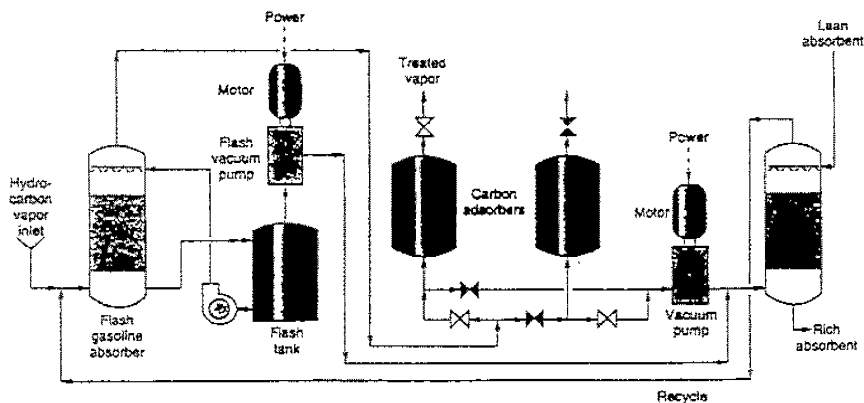 Power
Lean
absorbent
Treated
vapor
Motor
Flash
vacuum
pump
Power
Hydro-
carbon
vapor
inlet
Carbon
adsorbers
Motor
Flash
gasoline
absorber
Flash
tank
Vacuum
pump
Rich
absorbent
Recycle